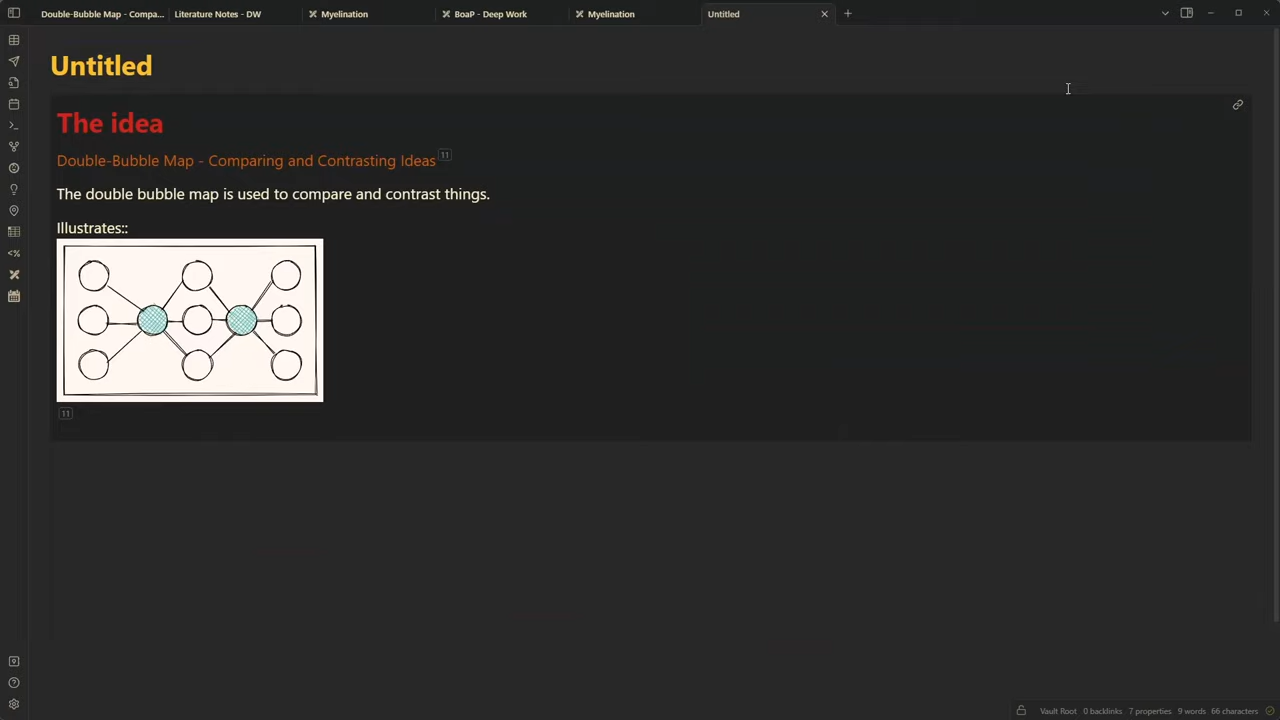 Double-Bubble Map - Compa...
Literature Notes - DW
Myelination
BoaP - Deep Work
Myelination
Untitled
Untitled
The idea
Double-Bubble Map - Comparing and Contrasting Ideas 11
The double bubble map is used to compare and contrast things.
Illustrates::
11
Vault Root 0 backlinks 7 properties 9 words 66 characters